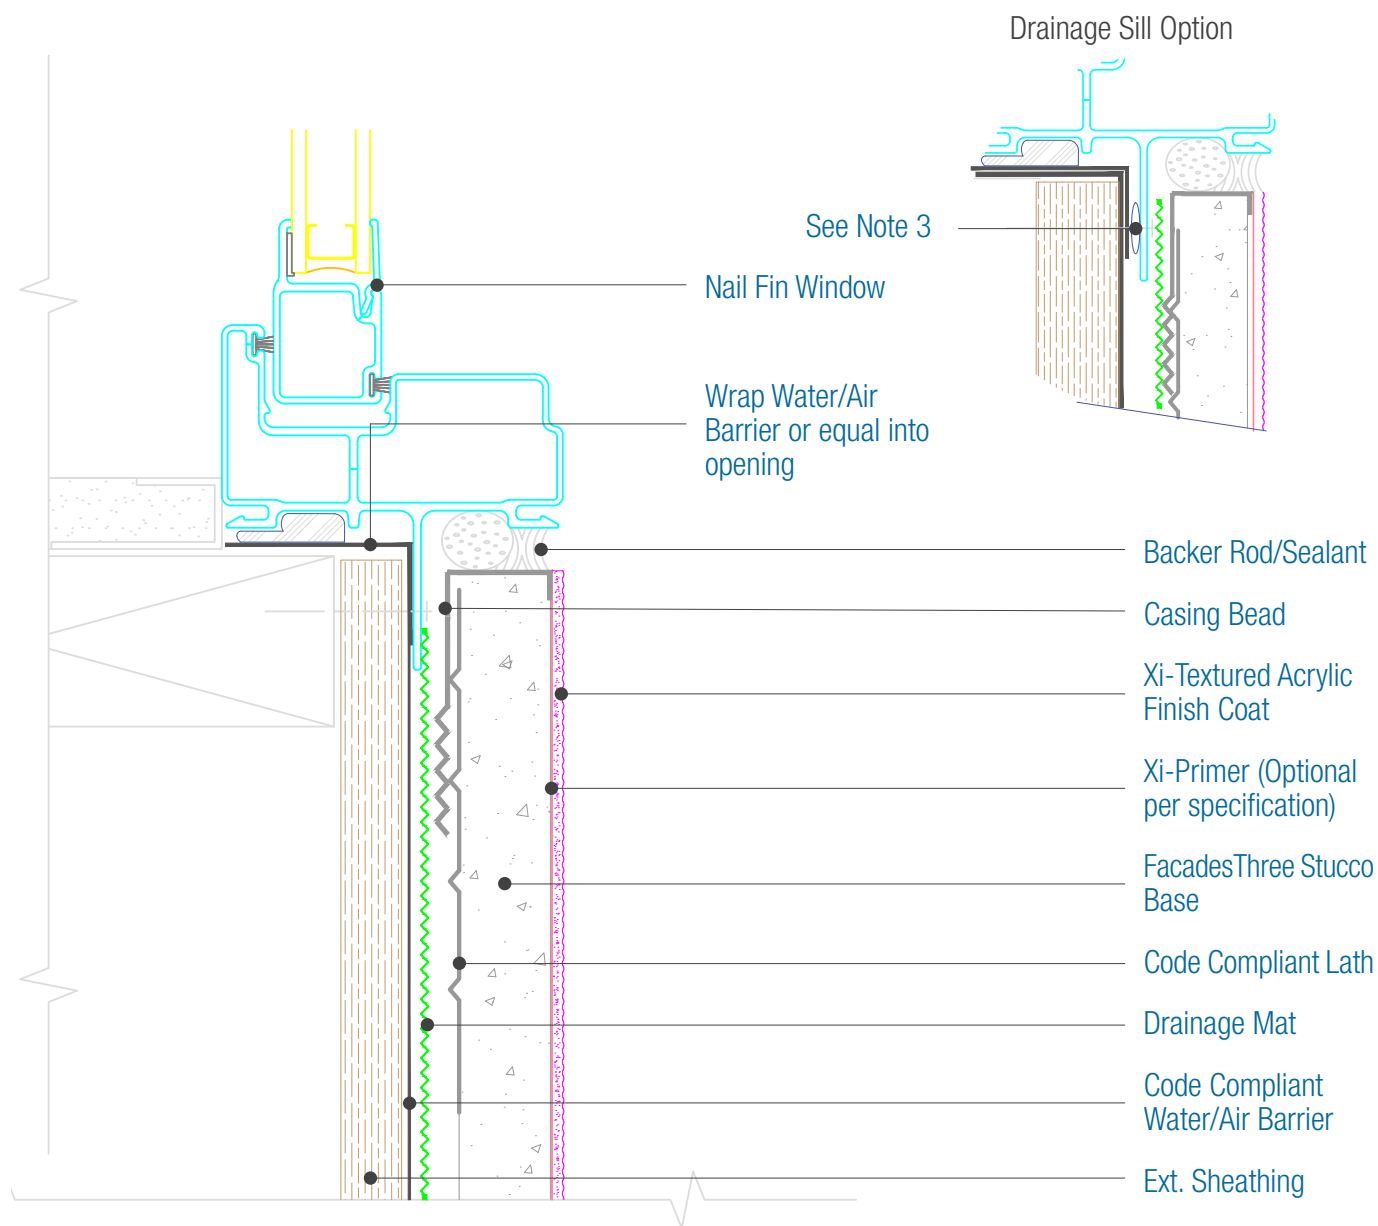 Drainage Sill Option
See Note 3
Nail Fin Window
Wrap Water/Air
Barrier or equal into
opening
Backer Rod/Sealant
Casing Bead
Xi-Textured Acrylic
Finish Coat
Xi-Primer (Optional
per specification)
FacadesThree Stucco
Base
Code Compliant Lath
Drainage Mat
Code Compliant
Water/Air Barrier
Ext. Sheathing